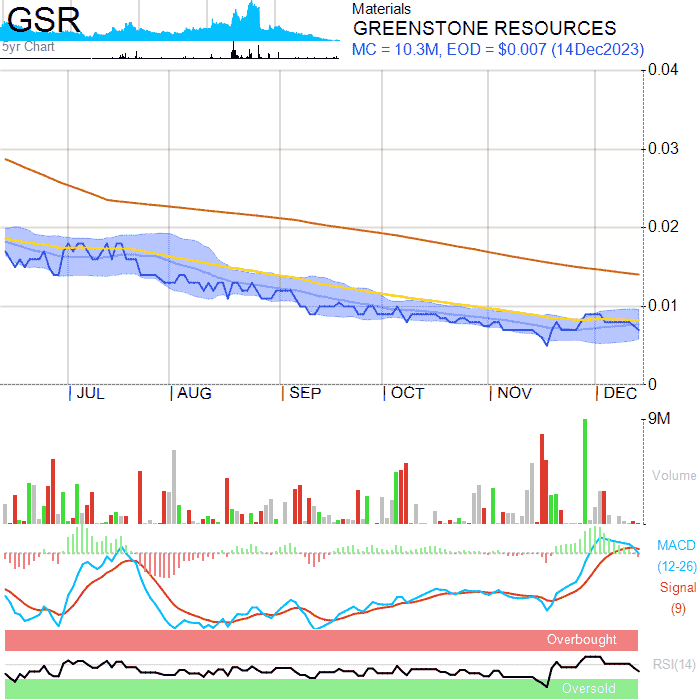 GSR
5yr Chart
Materials
GREENSTONE RESOURCES
MC = 10.3M, EOD = $0.007 (14Dec2023)
0.04
0.03
0.02
0.01
0
JUL
AUG
SEP
OCT
NOV
DEC
9M
Volume
MACD
(12-26)
Signal
(9)
Overbought
RSI(14)
Oversold